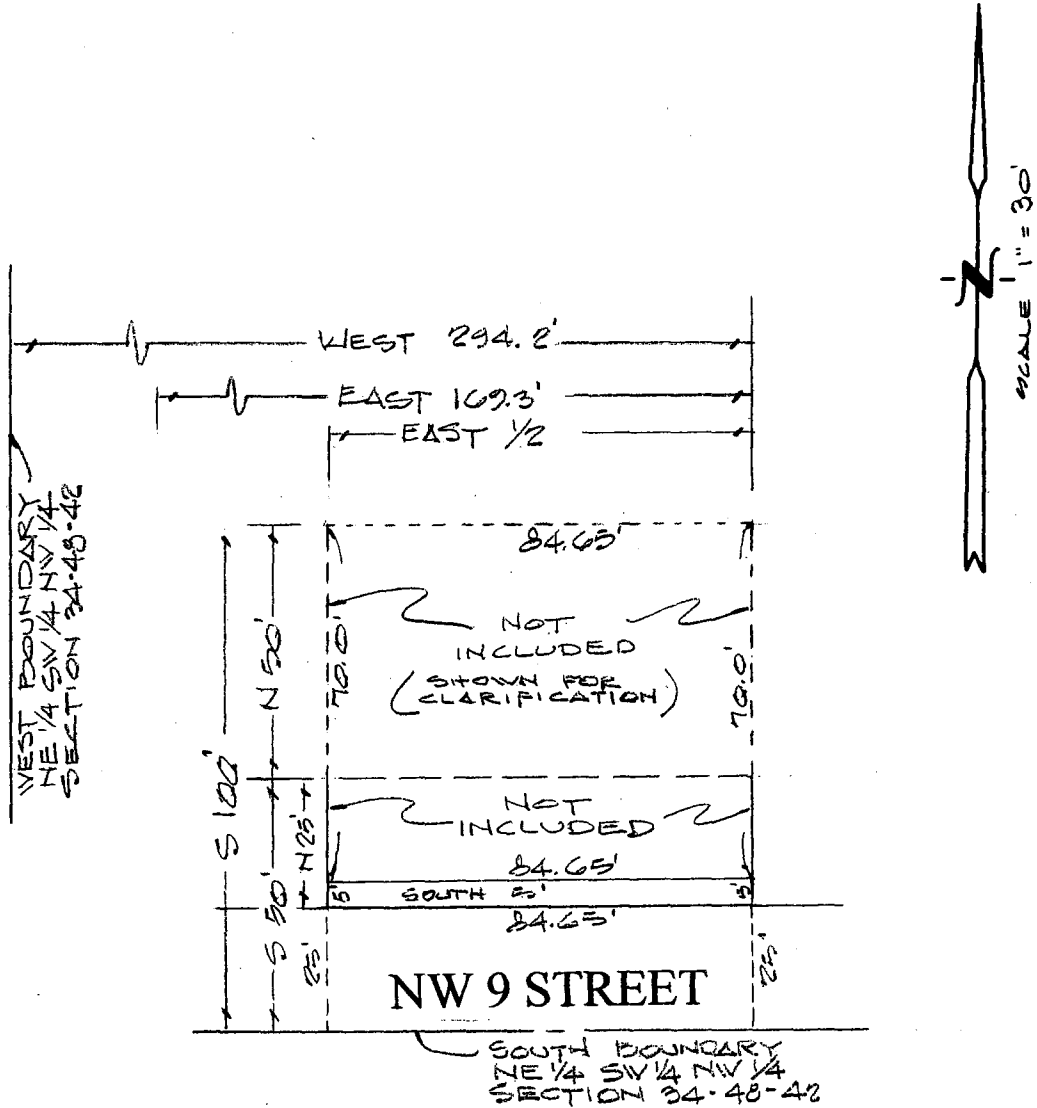 SCALE 1" = 30'
N
WEST 294.2'
EAST 169.3'
EAST 1/2
WEST BOUNDARY
NE 1/4 SW 1/4 NW 1/4
SECTION 34-48-42
84.65'
S 100'
N 50'
70.0'
NOT
INCLUDED
(SHOWN FOR
CLARIFICATION)
70.0'
S 50'
N 25'
NOT
INCLUDED
84.65'
5'
SOUTH 5'
5'
84.65'
25'
NW 9 STREET
25'
SOUTH BOUNDARY
NE 1/4 SW 1/4 NW 1/4
SECTION 34-48-42